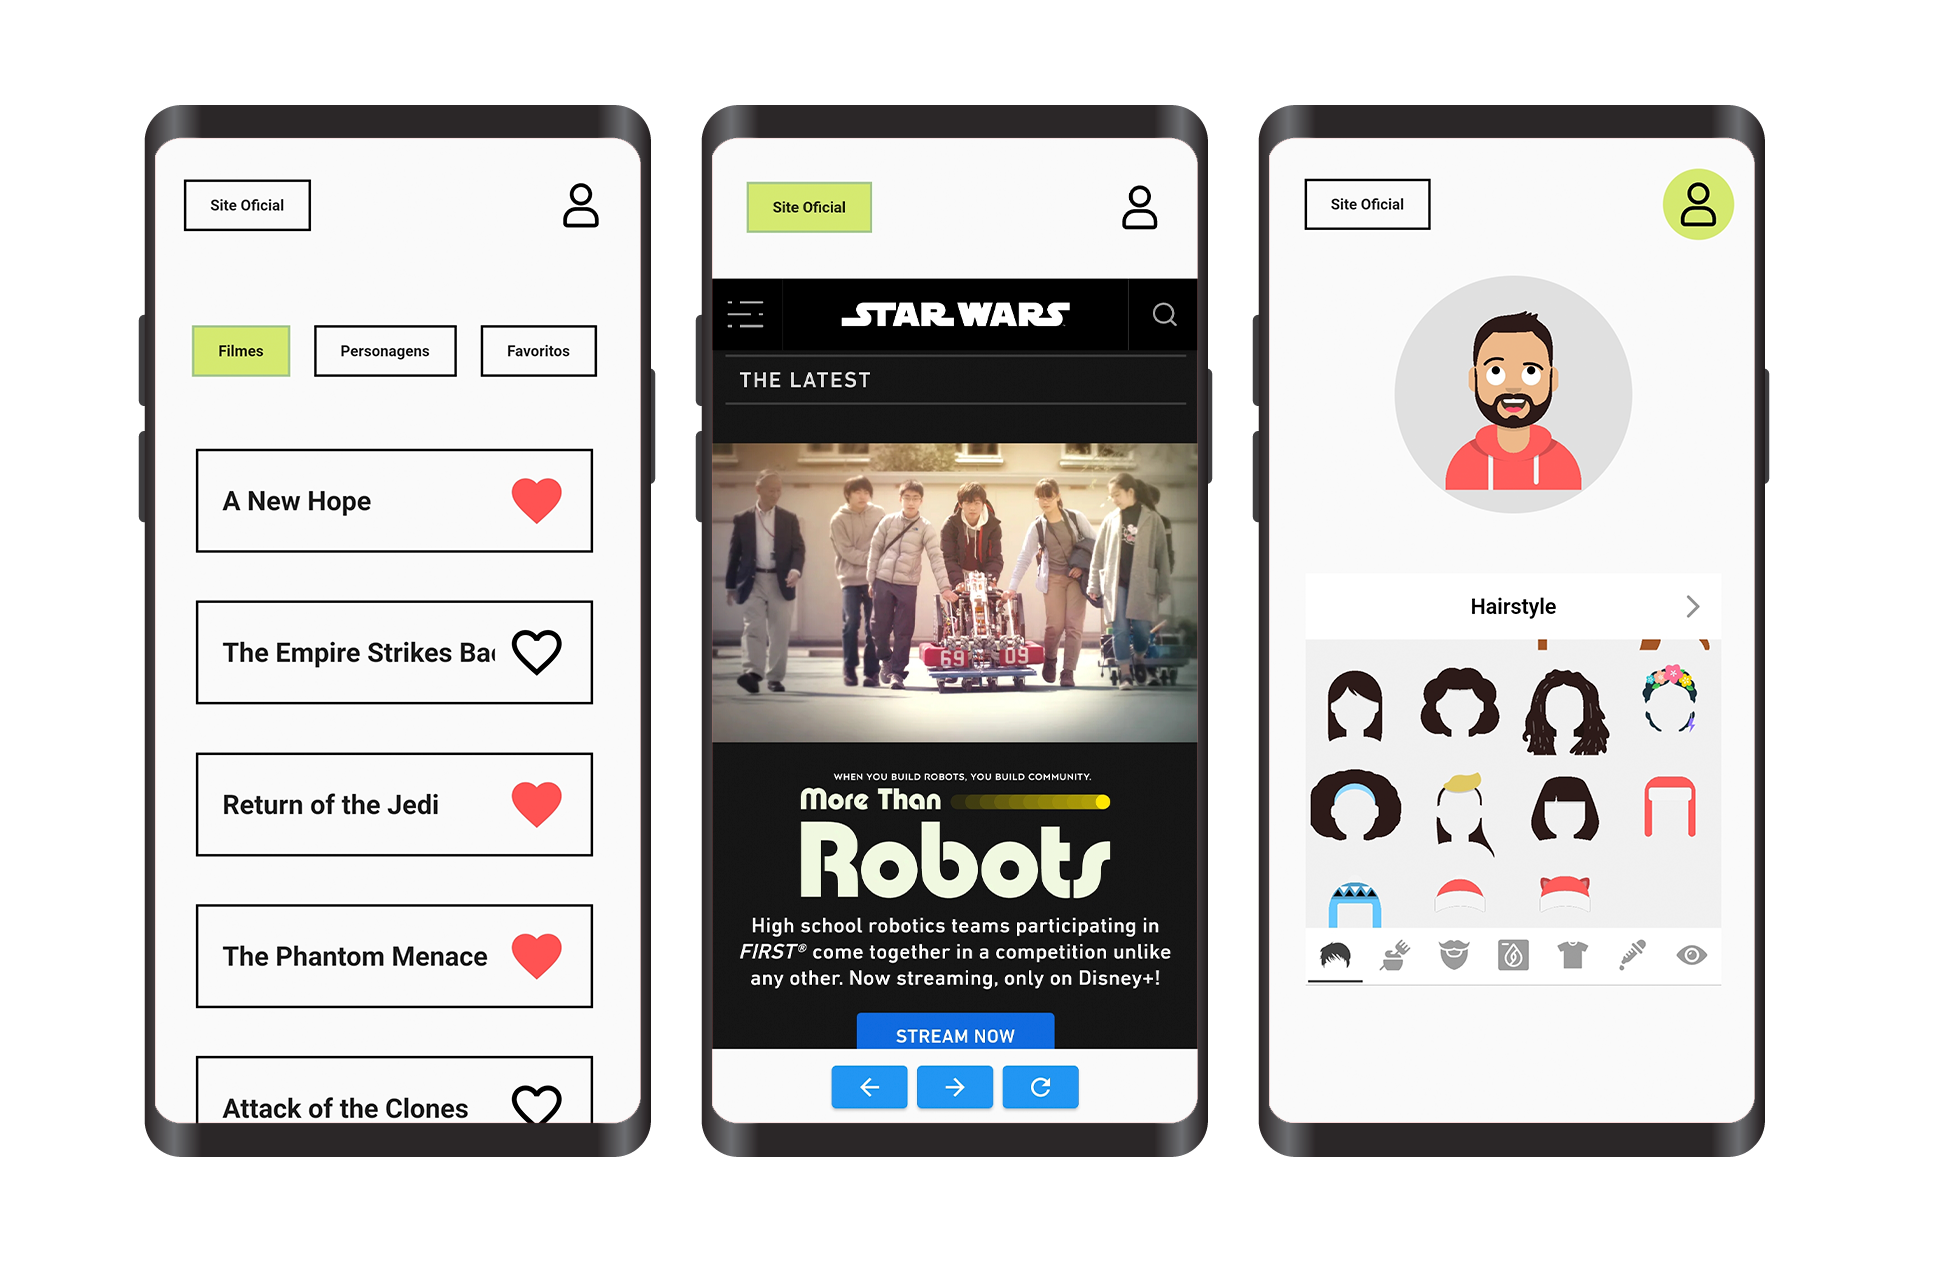 Site Oficial
Filmes
Personagens
Favoritos
A New Hope
The Empire Strikes Bac
Return of the Jedi
The Phantom Menace
Attack of the Clones
Site Oficial
STAR WARS
THE LATEST
69
09
WHEN YOU BUILD ROBOTS, YOU BUILD COMMUNITY.
More Than
Robots
High school robotics teams participating in
FIRST® come together in a competition unlike
any other. Now streaming, only on Disney+!
STREAM NOW
Site Oficial
Hairstyle